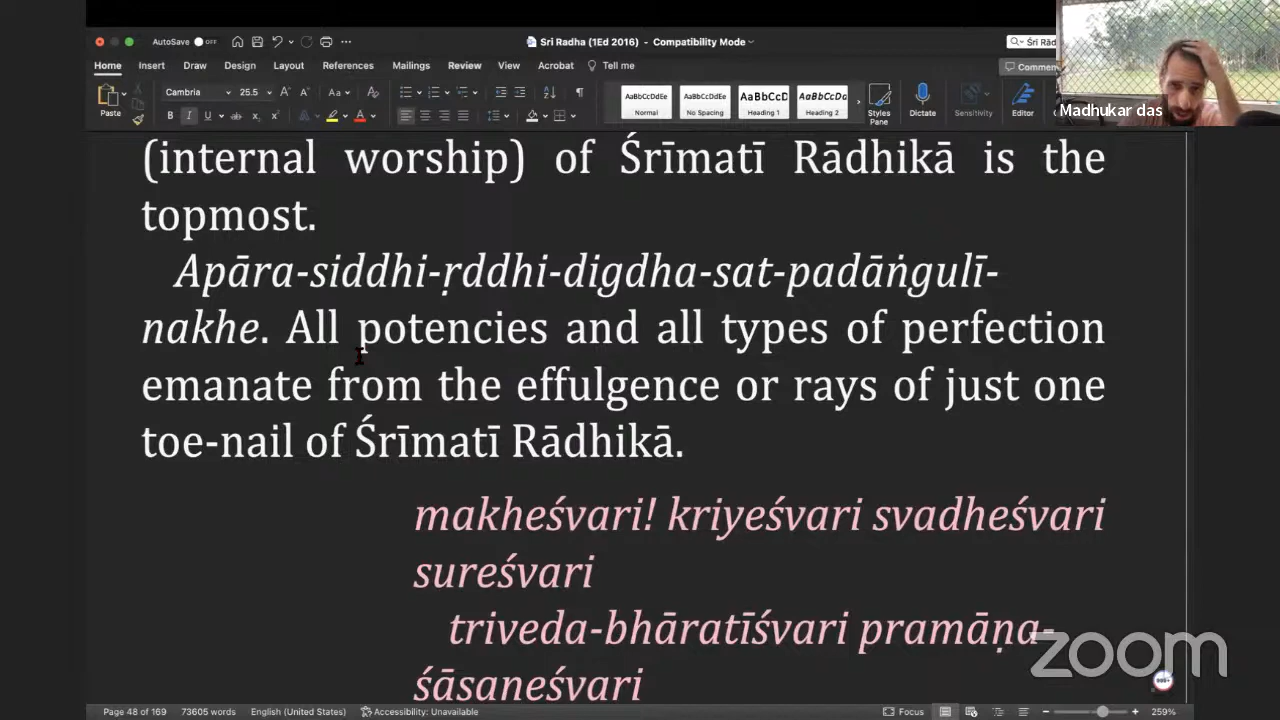 AutoSave OFF
Sri Radha (1Ed 2016) - Compatibility Mode
Śrī Rād
Home Insert Draw Design Layout References Mailings Review View Acrobat Tell me
Commen
Madhukar das
Cambria 25.5
Paste
AaBbCcDdEe AaBbCcDdEe AaBbCcD AaBbCcDc
Normal No Spacing Heading 1 Heading 2
Styles Pane
Dictate
Sensitivity
Editor
(internal worship) of Śrīmatī Rādhikā is the
topmost.
Apāra-siddhi-ṛddhi-digdha-sat-padāṅgulī-
nakhe. All potencies and all types of perfection
emanate from the effulgence or rays of just one
toe-nail of Śrīmatī Rādhikā.
makheśvari! kriyeśvari svadheśvari
sureśvari
triveda-bhāratīśvari pramāṇa-
śāsaneśvari
zoom
Page 48 of 169 73605 words English (United States) Accessibility: Unavailable Focus 259%